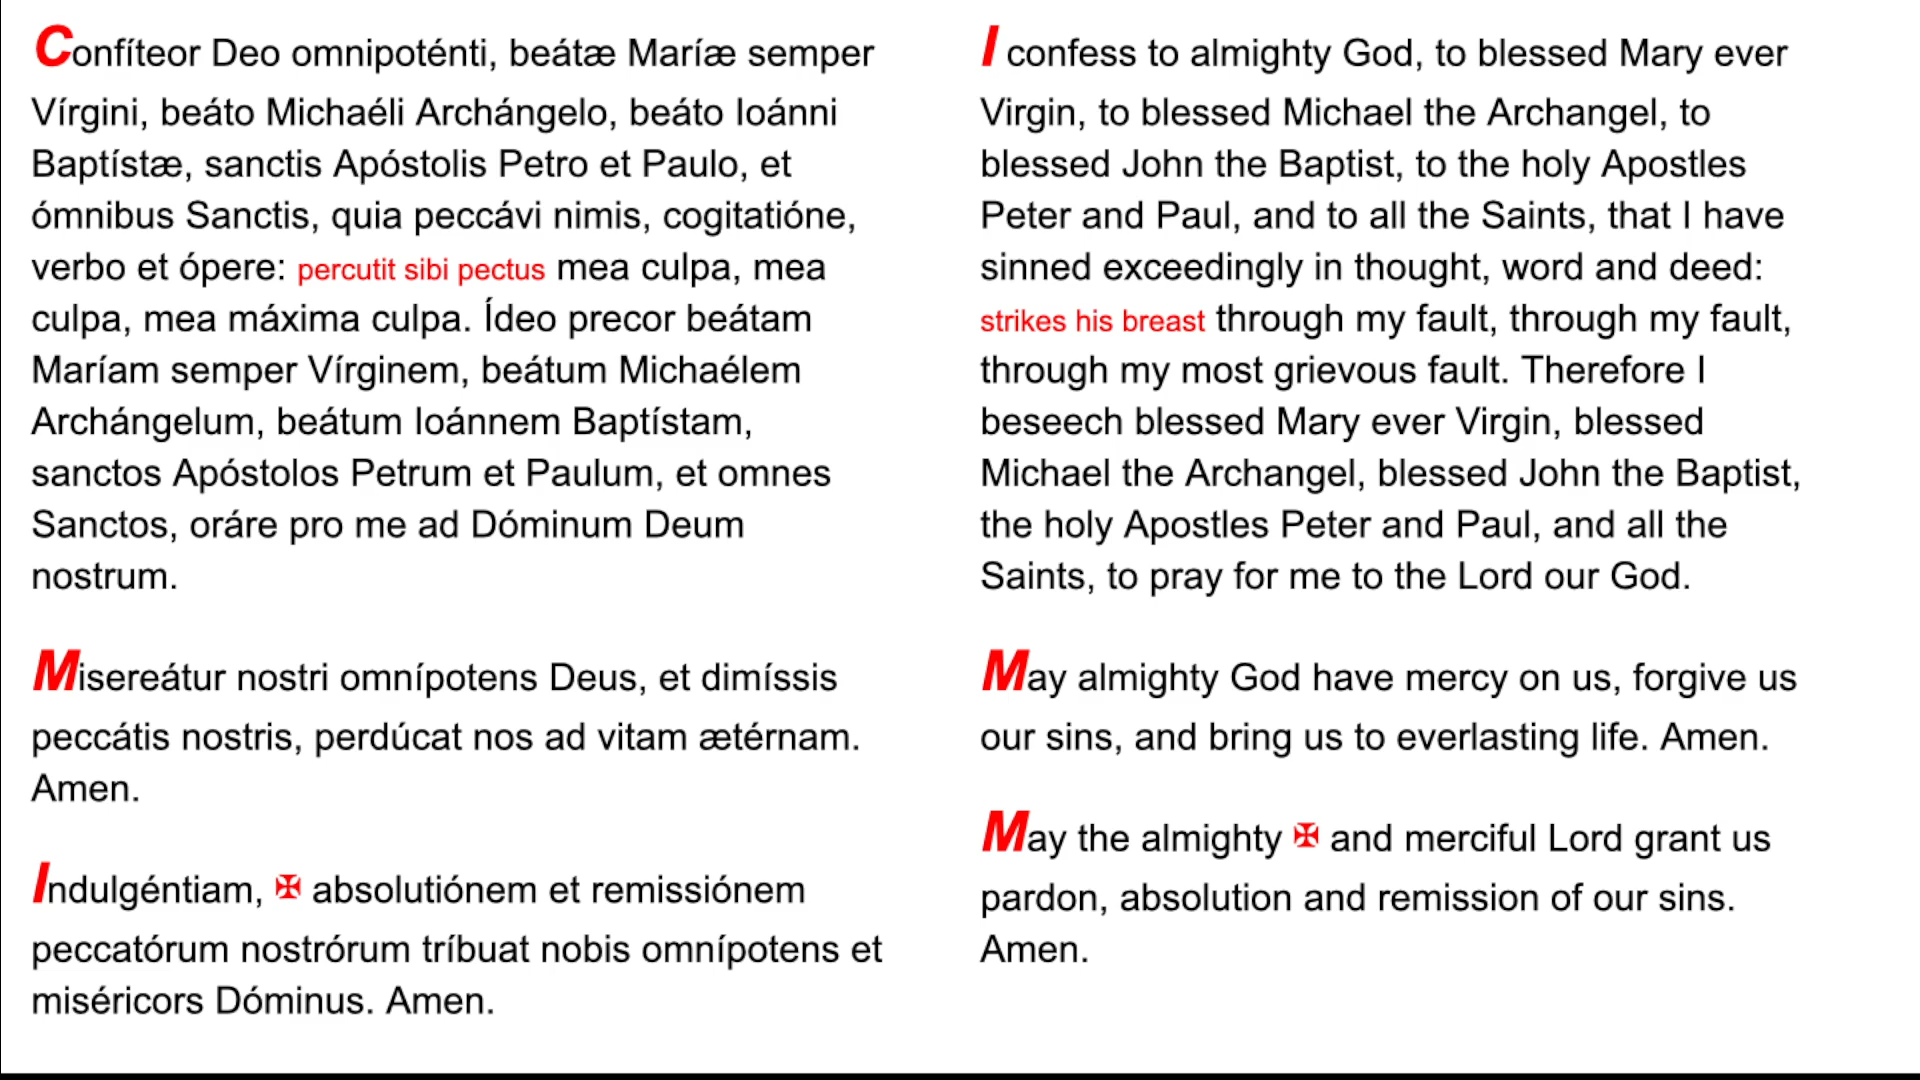 Confíteor Deo omnipoténti, beátæ Maríæ semper
Vírgini, beáto Michaéli Archángelo, beáto Ioánni
Baptístæ, sanctis Apóstolis Petro et Paulo, et
ómnibus Sanctis, quia peccávi nimis, cogitatióne,
verbo et ópere: percutit sibi pectus mea culpa, mea
culpa, mea máxima culpa. Ídeo precor beátam
Maríam semper Vírginem, beátum Michaélem
Archángelum, beátum Ioánnem Baptístam,
sanctos Apóstolos Petrum et Paulum, et omnes
Sanctos, oráre pro me ad Dóminum Deum
nostrum.
Misereátur nostri omnípotens Deus, et dimíssis
peccátis nostris, perdúcat nos ad vitam ætérnam.
Amen.
Indulgéntiam, ✠ absolutiónem et remissiónem
peccatórum nostrórum tríbuat nobis omnípotens et
miséricors Dóminus. Amen.
I confess to almighty God, to blessed Mary ever
Virgin, to blessed Michael the Archangel, to
blessed John the Baptist, to the holy Apostles
Peter and Paul, and to all the Saints, that I have
sinned exceedingly in thought, word and deed:
strikes his breast through my fault, through my fault,
through my most grievous fault. Therefore I
beseech blessed Mary ever Virgin, blessed
Michael the Archangel, blessed John the Baptist,
the holy Apostles Peter and Paul, and all the
Saints, to pray for me to the Lord our God.
May almighty God have mercy on us, forgive us
our sins, and bring us to everlasting life. Amen.
May the almighty ✠ and merciful Lord grant us
pardon, absolution and remission of our sins.
Amen.